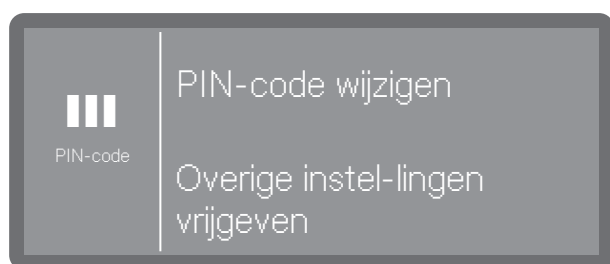 PIN-code
PIN-code wijzigen
Overige instel-lingen
vrijgeven